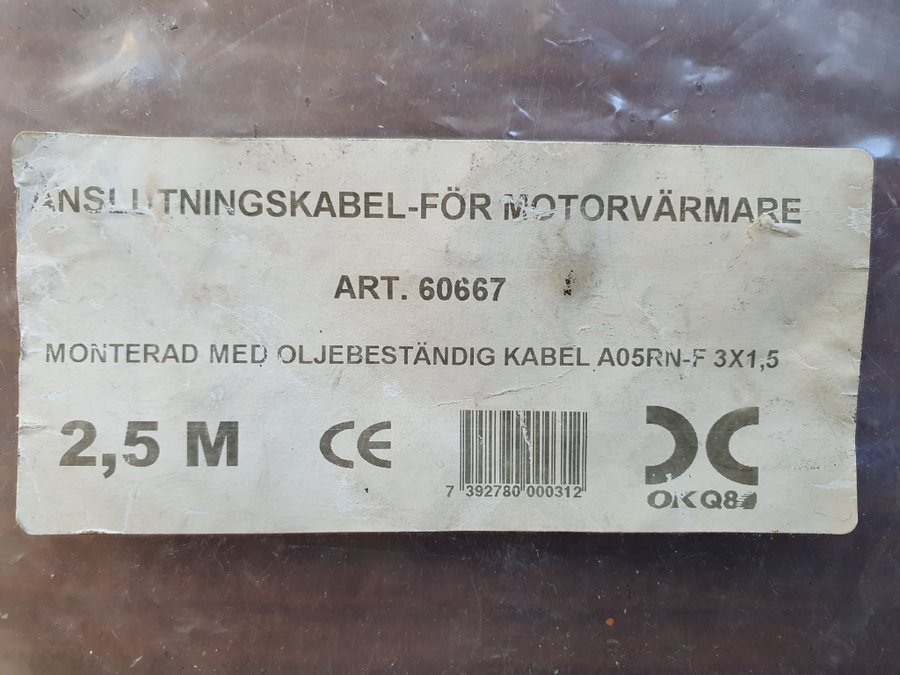 ANSLUTNINGSKABEL-FÖR MOTORVÄRMARE
ART. 60667
MONTERAD MED OLJEBESTÄNDIG KABEL A05RN-F 3X1,5
2,5 M
CE
7 392780 000312
OKQ8